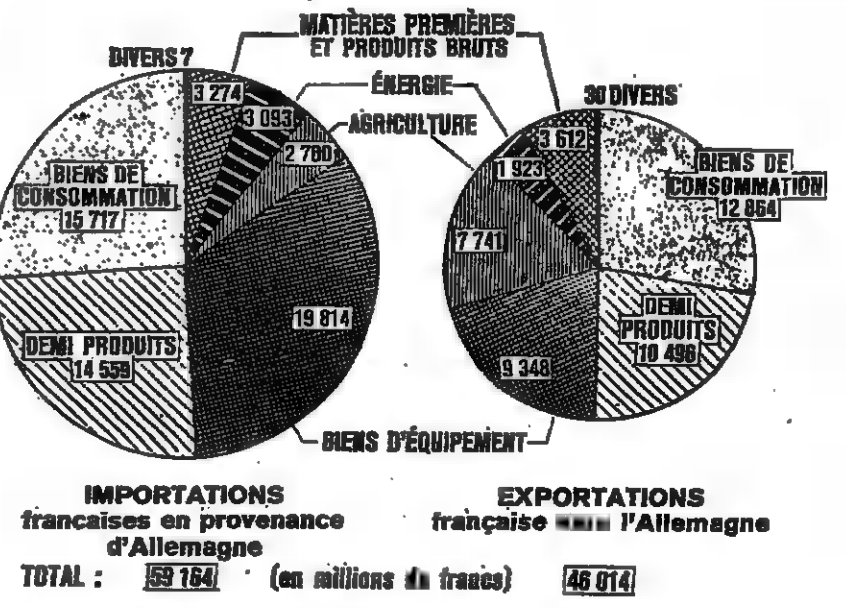 MATIÈRES PREMIÈRES
ET PRODUITS BRUTS
DIVERS 7
ÉNERGIE
30 DIVERS
AGRICULTURE
3 274
3 093
2 700
3 612
1 923
7 741
BIENS DE
CONSOMMATION
15 717
BIENS DE
CONSOMMATION
12 864
19 814
DEMI PRODUITS
14 559
DEMI
PRODUITS
10 496
9 348
BIENS D'ÉQUIPEMENT
IMPORTATIONS
françaises en provenance
d'Allemagne
EXPORTATIONS
française l'Allemagne
TOTAL : 59 164 (en millions de francs) 46 014